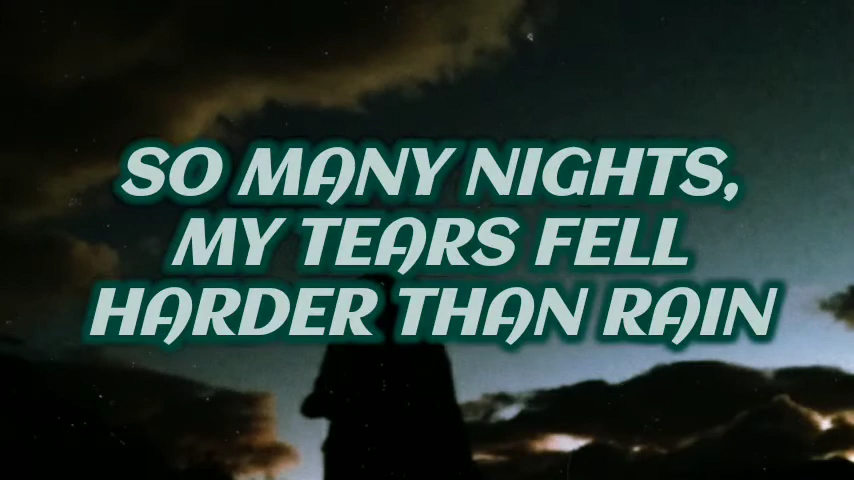 SO MANY NIGHTS,
MY TEARS FELL
HARDER THAN RAIN